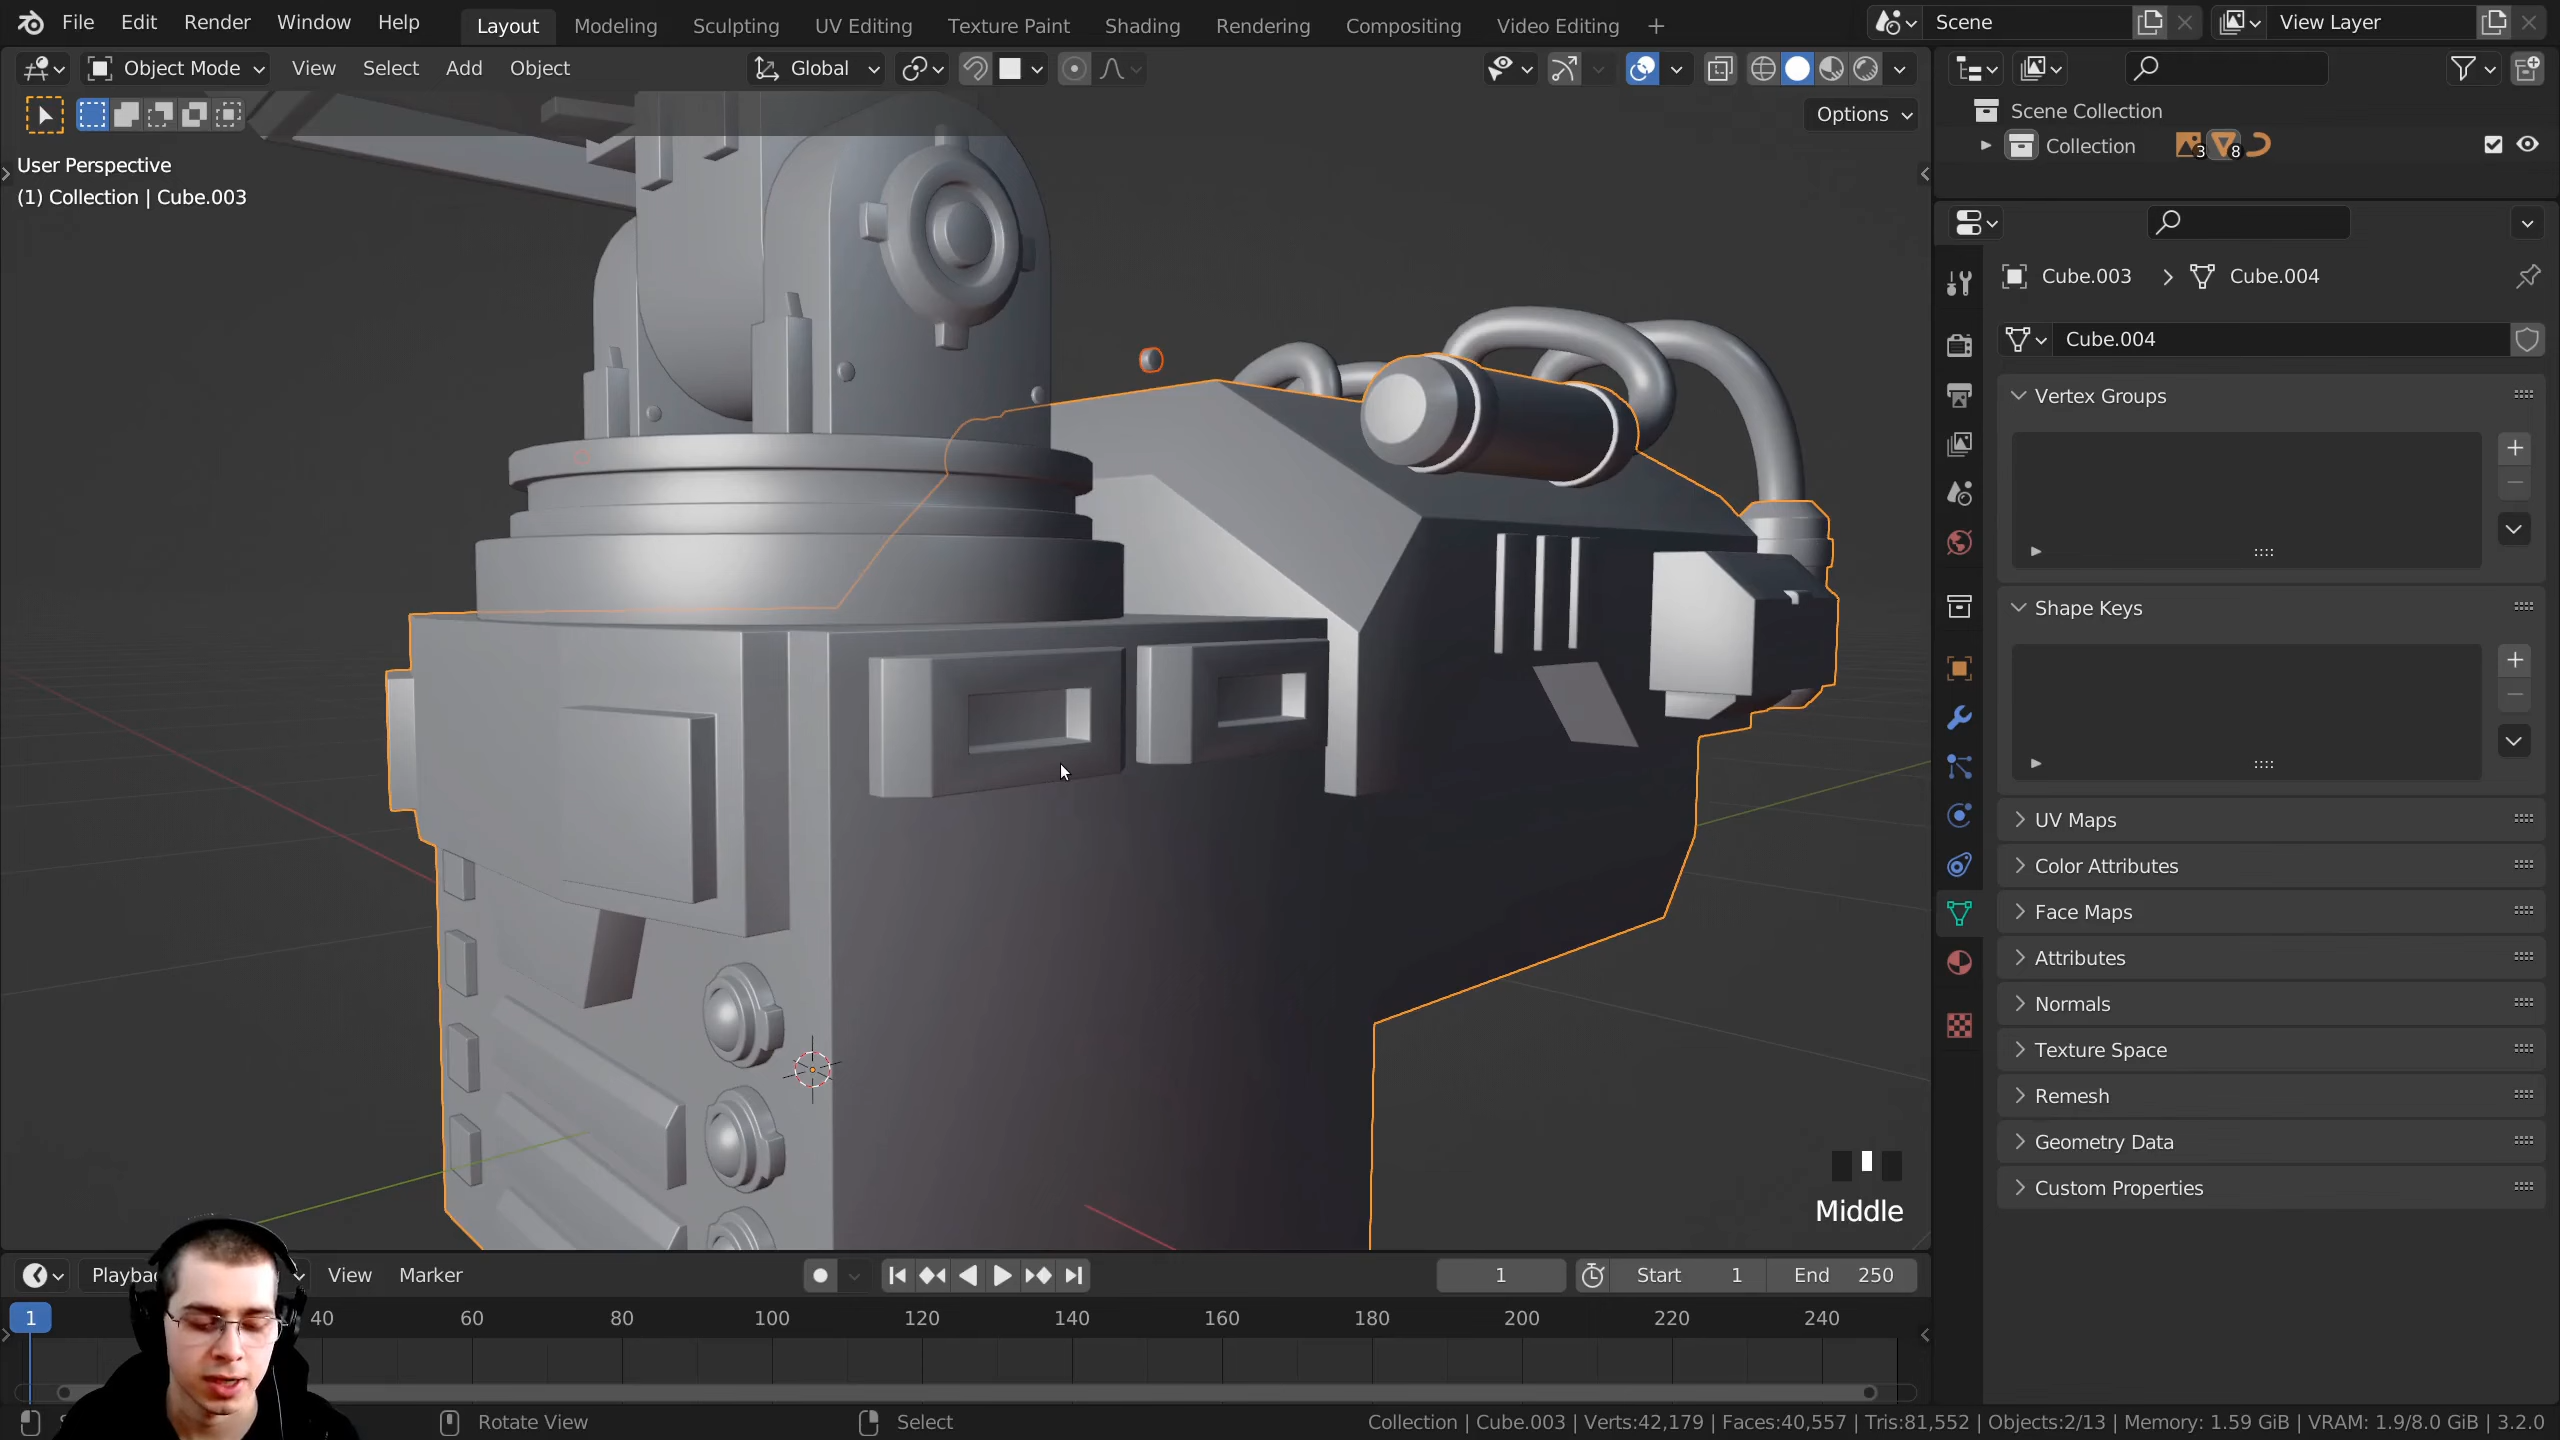 File Edit Render Window Help Layout Modeling Sculpting UV Editing Texture Paint Shading Rendering Compositing Video Editing + Scene View Layer
Object Mode View Select Add Object Global
Options
User Perspective
(1) Collection | Cube.003
Scene Collection
Collection 3 8
Cube.003 > Cube.004
Cube.004
Vertex Groups
Shape Keys
UV Maps
Color Attributes
Face Maps
Attributes
Normals
Texture Space
Remesh
Geometry Data
Custom Properties
Middle
View Marker 1 Start 1 End 250
1 40 60 80 100 120 140 160 180 200 220 240
Rotate View Select Collection | Cube.003 | Verts:42,179 | Faces:40,557 | Tris:81,552 | Objects:2/13 | Memory: 1.59 GiB | VRAM: 1.9/8.0 GiB | 3.2.0